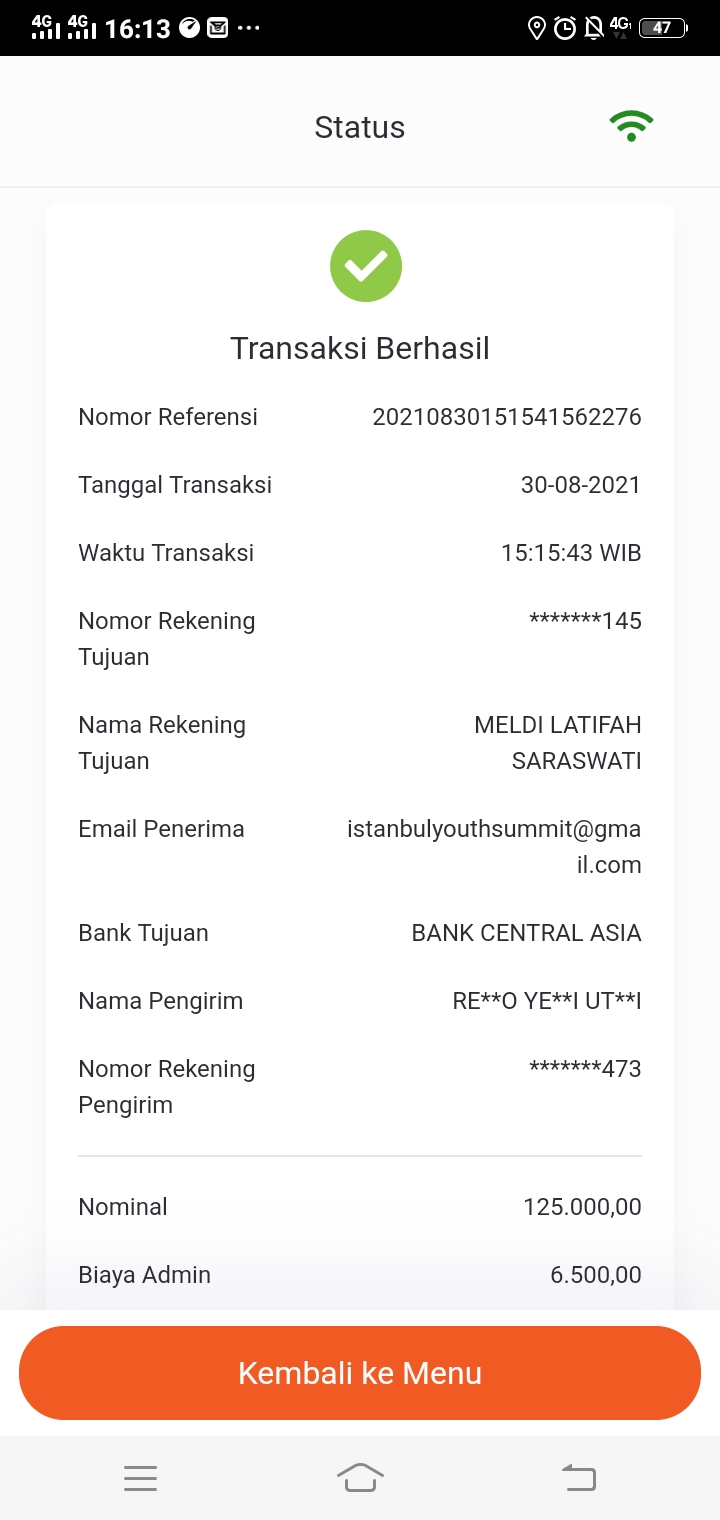 4G 4G 16:13 ... 4G 47
Status
Transaksi Berhasil
Nomor Referensi 20210830151541562276
Tanggal Transaksi 30-08-2021
Waktu Transaksi 15:15:43 WIB
Nomor Rekening *******145
Tujuan
Nama Rekening MELDI LATIFAH
Tujuan SARASWATI
Email Penerima istanbulyouthsummit@gma
il.com
Bank Tujuan BANK CENTRAL ASIA
Nama Pengirim RE**O YE**I UT**I
Nomor Rekening *******473
Pengirim
Nominal 125.000,00
Biaya Admin 6.500,00
Kembali ke Menu